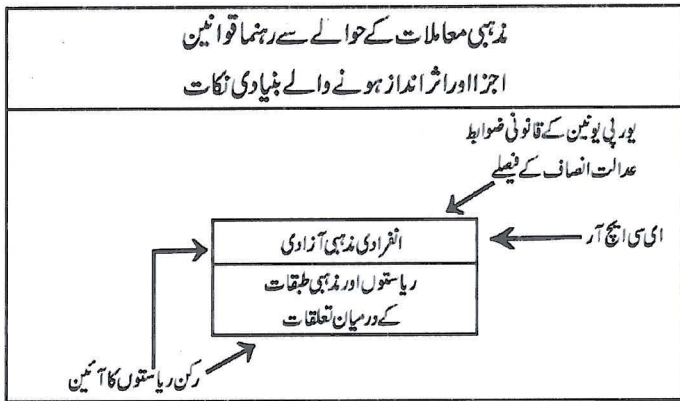 مذہبی معاملات کے حوالے سے رہنما قوانین
اجزا اور اثر انداز ہونے والے بنیادی نکات
یورپی یونین کے قانونی ضوابط
عدالت انصاف کے فیصلے
ای سی ایچ آر
انفرادی مذہبی آزادی
ریاستوں اور مذہبی طبقات
کے درمیان تعلقات
رکن ریاستوں کا آئین